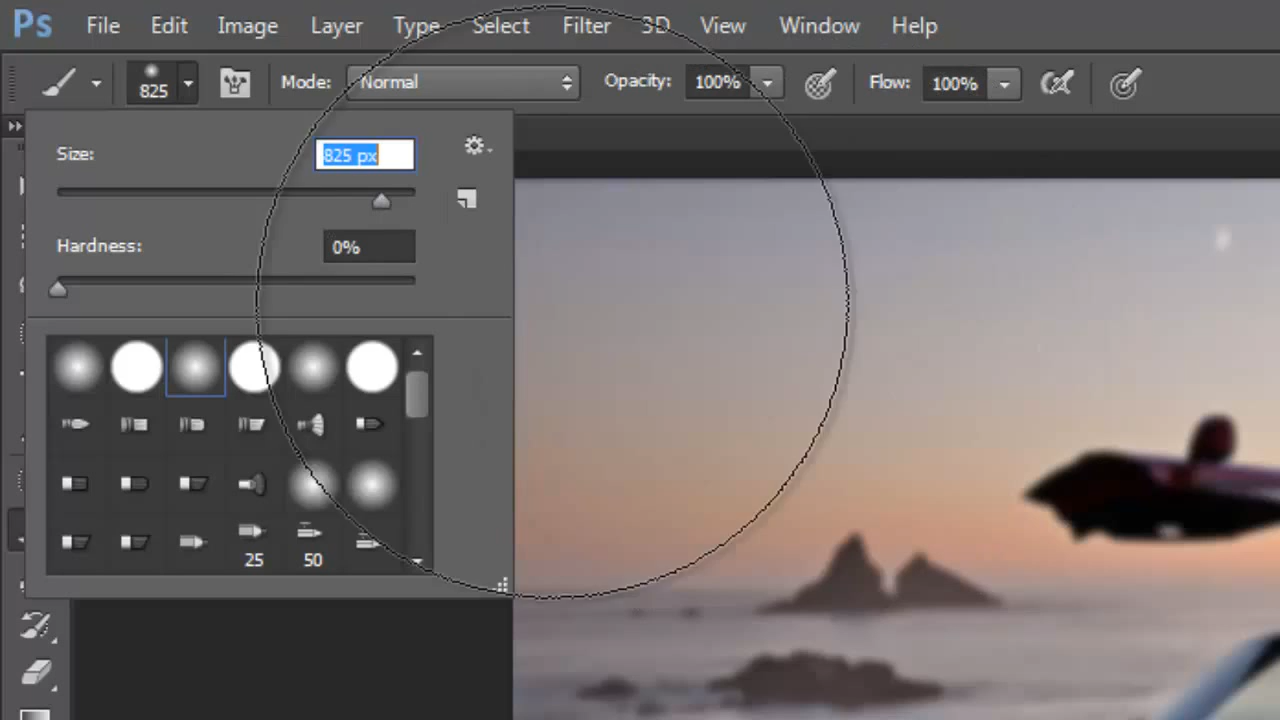 Ps File Edit Image Layer Type Select Filter 3D View Window Help
825 Mode: Normal Opacity: 100% Flow: 100%
Size: 825 px
Hardness: 0%
25 50